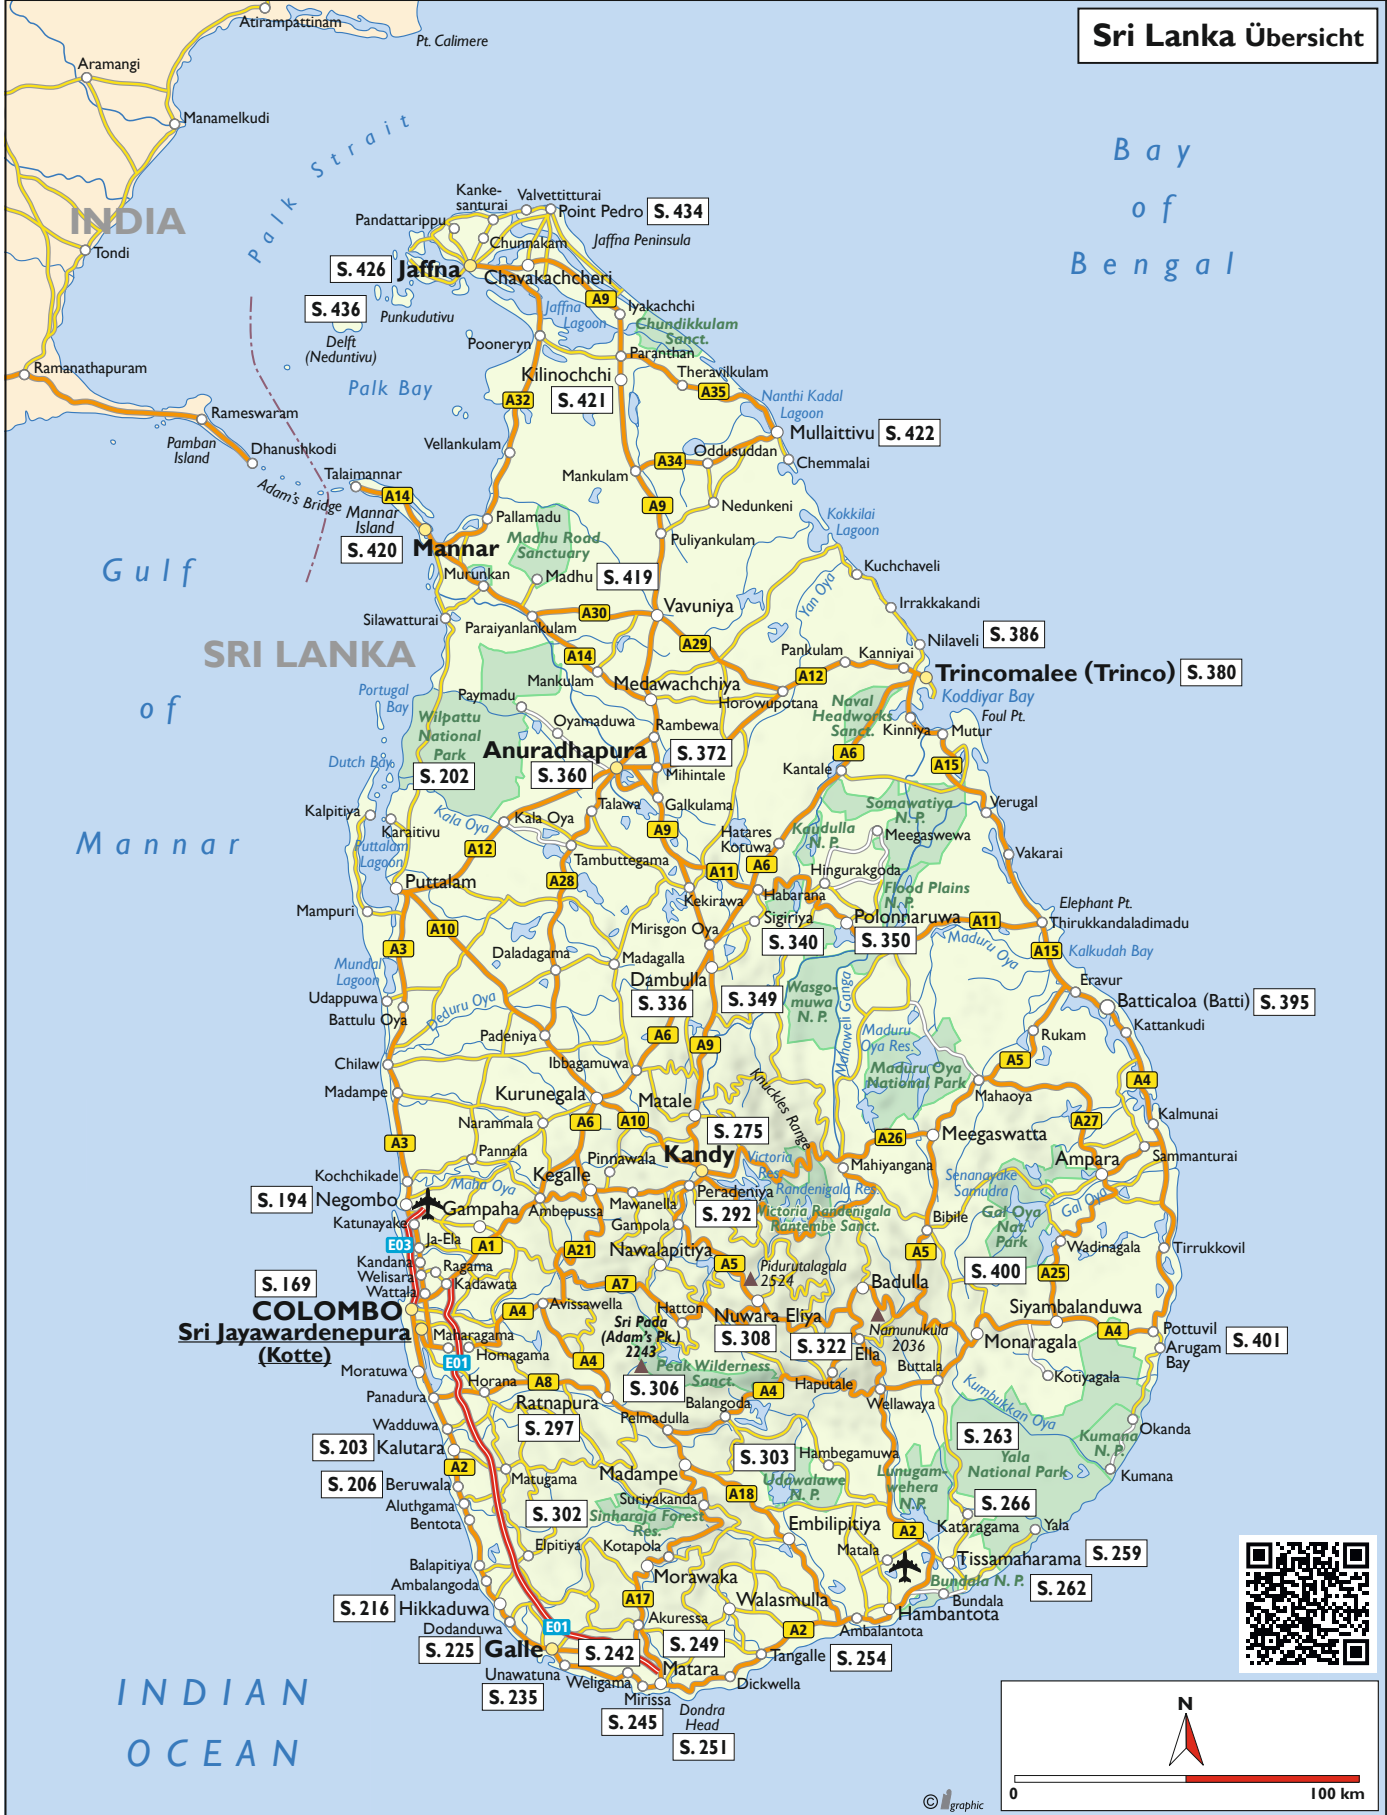 Atirampattinam
Pt. Calimere
Sri Lanka Übersicht
Aramangi
Manamelkudi
Palk Strait
Bay
of
Bengal
INDIA
Tondi
Kanke-
santurai
Valvettitturai
Pandattarippu
Point Pedro
S. 434
Chunnakam
Jaffna Peninsula
S. 426
Jaffna
Chavakachcheri
A9
S. 436
Punkudutivu
Jaffna
Lagoon
Iyakachchi
Chundikkulam
Sanct.
Delft
(Neduntivu)
Pooneryn
Paranthan
Ramanathapuram
Kilinochchi
Theravilkulam
Palk Bay
A32
S. 421
A35
Nanthi Kadal
Lagoon
Rameswaram
Pamban
Island
Dhanushkodi
Vellankulam
Mullaittivu
S. 422
Oddusuddan
A34
Chemmalai
Talaimannar
Mankulam
Adam's Bridge
A14
Mannar
Island
A9
Nedunkeni
Kokkilai
Lagoon
Pallamadu
Madhu Road
Sanctuary
Puliyankulam
S. 420
Mannar
Gulf
Murunkan
Madhu
S. 419
Kuchchaveli
Yan Oya
Silawatturai
A30
Vavuniya
Irrakkakandi
Paraiyanlankulam
A29
Nilaveli
S. 386
SRI LANKA
A14
Pankulam
Kanniyai
Mankulam
Medawachchiya
A12
Trincomalee (Trinco)
S. 380
Portugal
Bay
Paymadu
Horowupotana
Naval
Headworks
Sanct.
Koddiyar Bay
of
Wilpattu
National
Park
Oyamaduwa
Rambewa
Foul Pt.
Kinniya
Mutur
Anuradhapura
S. 372
A6
Dutch Bay
S. 202
S. 360
Mihintale
Kantale
A15
Kalpitiya
Karaitivu
Kala Oya
Kala Oya
Talawa
Galkulama
Somawatiya
N. P.
Verugal
Mannar
Puttalam
Lagoon
A12
A9
Hatares
Kotuwa
Kaudulla
N. P.
Meegaswewa
Tambuttegama
A6
Vakarai
Puttalam
A28
A11
Hingurakgoda
Kekirawa
Habarana
Flood Plains
N. P.
Elephant Pt.
Mampuri
A10
Mirisgon Oya
Sigiriya
Polonnaruwa
A11
Thirukkandaladimadu
A3
S. 340
S. 350
Maduru Oya
A15
Kalkudah Bay
Mundal
Lagoon
Daladagama
Madagalla
Dambulla
Eravur
Udappuwa
Deduru Oya
S. 336
S. 349
Wasgo-
muwa
N. P.
Mahaweli Ganga
Batticaloa (Batti)
S. 395
Battulu Oya
Padeniya
A6
A9
Maduru
Oya Res.
Rukam
Kattankudi
Chilaw
Ibbagamuwa
Maduru Oya
National Park
A5
A4
Madampe
Kurunegala
Matale
Knuckles Range
Mahaoya
Narammala
A6
A10
S. 275
A26
Meegaswatta
A27
Kalmunai
A3
Pannala
Pinnawala
Kandy
Victoria
Res.
Mahiyangana
Ampara
Sammanturai
Kochchikade
Kegalle
Senanayake
Samudra
S. 194
Negombo
Maha Oya
Mawanella
Peradeniya
Randenigala Res.
Gal Oya
Gampaha
Ambepussa
S. 292
Victoria Randenigala
Rantembe Sanct.
Gal Oya
Nat.
Park
Katunayake
Gampola
Bibile
E03
Ja-Ela
A1
A21
Nawalapitiya
A5
A5
Wadinagala
Tirrukkovil
Kandana
Ragama
Pidurutalagala
2524
Welisara
Kadawata
S. 400
A25
S. 169
Wattala
A7
Badulla
COLOMBO
A4
Avissawella
Hatton
Nuwara Eliya
Siyambalanduwa
Sri Jayawardenepura
(Kotte)
Maharagama
Sri Pada
(Adam's Pk.)
2243
S. 308
S. 322
Namunukula
2036
Monaragala
A4
Pottuvil
S. 401
Arugam
Bay
Homagama
E01
A4
Ella
Moratuwa
Peak Wilderness
Sanct.
Buttala
Horana
A8
S. 306
A4
Haputale
Kotiyagala
Panadura
Ratnapura
Balangoda
Wellawaya
Kumbukkan Oya
Wadduwa
S. 297
Pelmadulla
S. 263
Kumana
N. P.
Okanda
S. 203
Kalutara
S. 303
Hambegamuwa
Yala
National Park
A2
Matugama
Madampe
Udawalawe
N. P.
Lunugam-
wehera
N.P.
Kumana
S. 206
Beruwala
Suriyakanda
A18
S. 266
Aluthgama
S. 302
Sinharaja Forest
Res.
Embilipitiya
A2
Kataragama
Yala
Bentota
Elpitiya
Kotapola
Matala
Tissamaharama
S. 259
Balapitiya
Morawaka
Bundala N. P.
S. 262
Ambalangoda
A17
Walasmulla
Bundala
S. 216
Hikkaduwa
Hambantota
Dodanduwa
E01
Akuressa
A2
Ambalantota
S. 225
Galle
S. 242
S. 249
Tangalle
S. 254
Unawatuna
Weligama
Matara
Dickwella
S. 235
Mirissa
INDIAN
OCEAN
S. 245
Dondra
Head
S. 251
N
0
100 km
© graphic